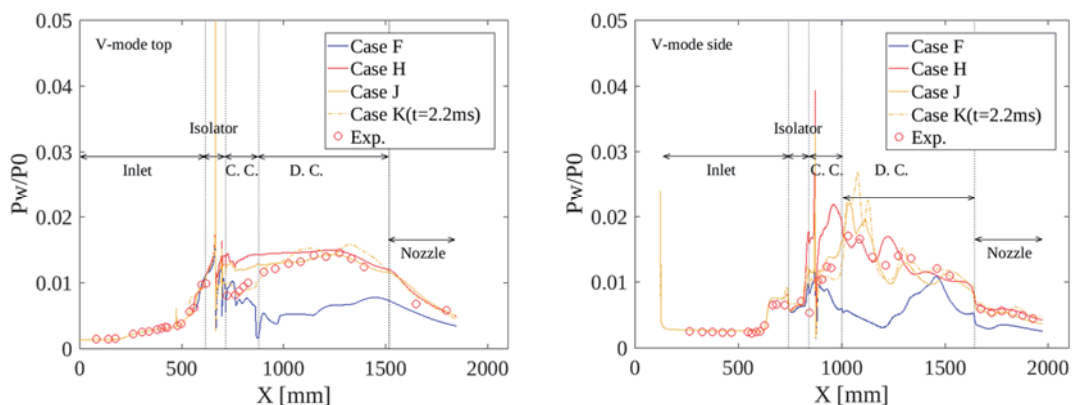 0.05
0.04
0.03
0.02
0.01
0
Pw/P0
V-mode top
Case F
Case H
Case J
Case K(t=2.2ms)
Exp.
Isolator
Inlet
C. C.
D. C.
Nozzle
0 500 1000 1500 2000
X [mm]
0.05
0.04
0.03
0.02
0.01
0
Pw/P0
V-mode side
Case F
Case H
Case J
Case K(t=2.2ms)
Exp.
Isolator
Inlet
C. C.
D. C.
Nozzle
0 500 1000 1500 2000
X [mm]